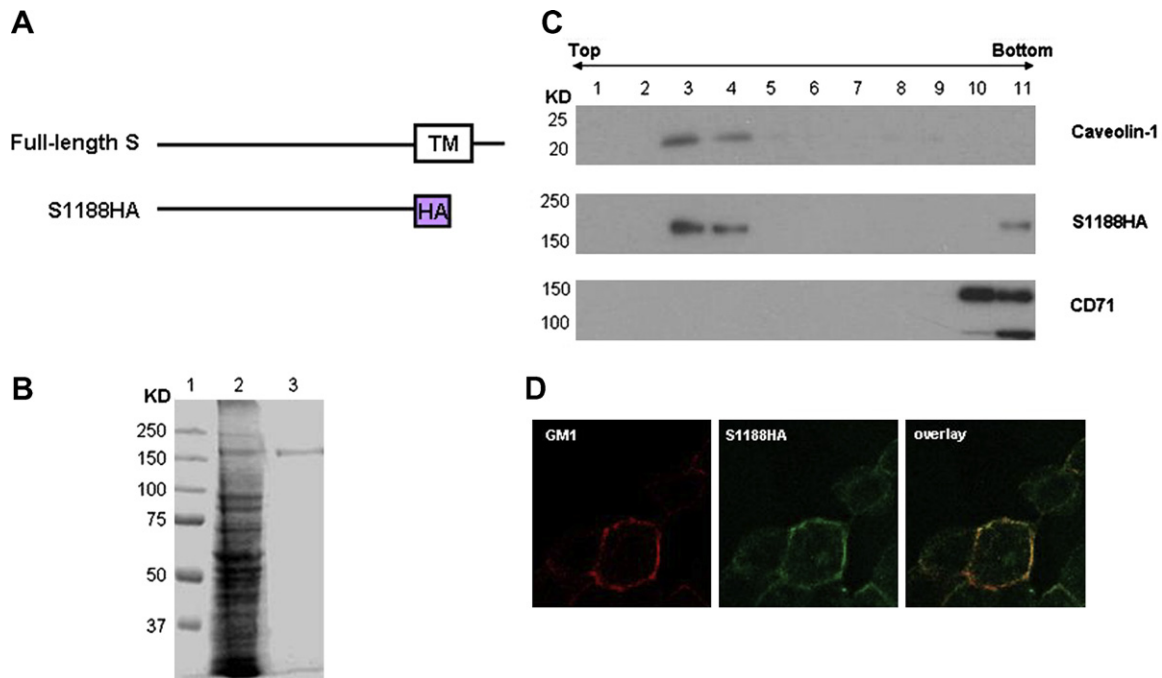 A
Full-length S
TM
S1188HA
HA
B
KD
1 2 3
250
150
100
75
50
37
C
Top Bottom
1 2 3 4 5 6 7 8 9 10 11
KD
25
20
Caveolin-1
250
150
S1188HA
150
100
CD71
D
GM1
S1188HA
overlay